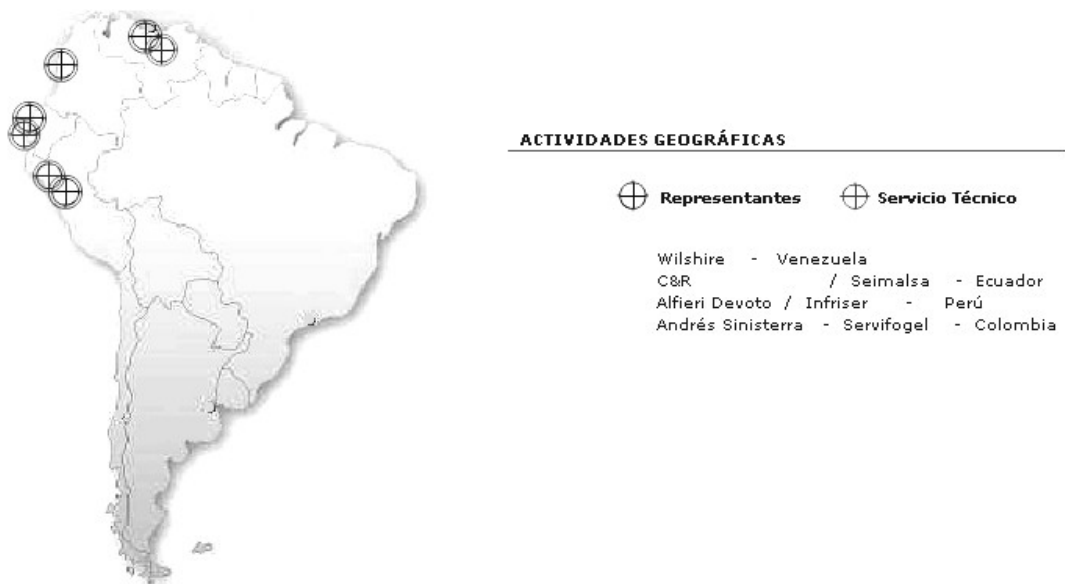 ACTIVIDADES GEOGRÁFICAS
Representantes Servicio Técnico
Wilshire - Venezuela
C&R / Seimalsa - Ecuador
Alfieri Devoto / Infriser - Perú
Andrés Sinisterra - Servifogel - Colombia